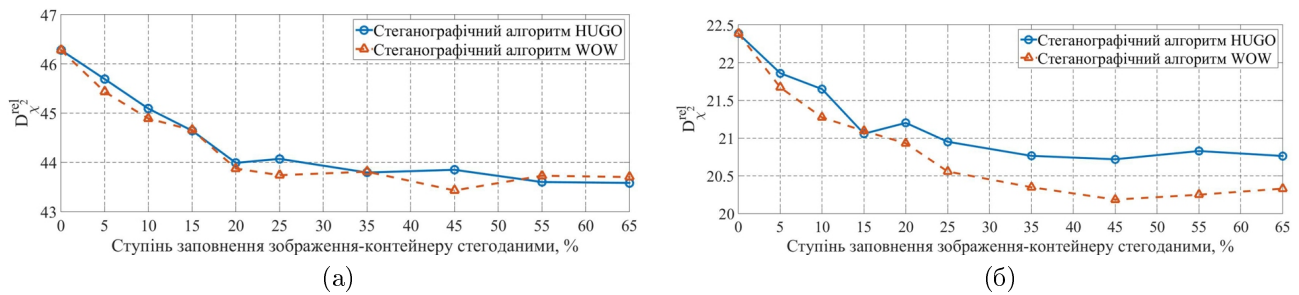 47
46
45
44
43
D^rel_χ²
Стеганографічний алгоритм HUGO
Стеганографічний алгоритм WOW
0 5 10 15 20 25 30 35 40 45 50 55 60 65
Ступінь заповнення зображення-контейнеру стегоданими, %
(а)
22.5
22
21.5
21
20.5
20
D^rel_χ²
Стеганографічний алгоритм HUGO
Стеганографічний алгоритм WOW
0 5 10 15 20 25 30 35 40 45 50 55 60 65
Ступінь заповнення зображення-контейнеру стегоданими, %
(б)